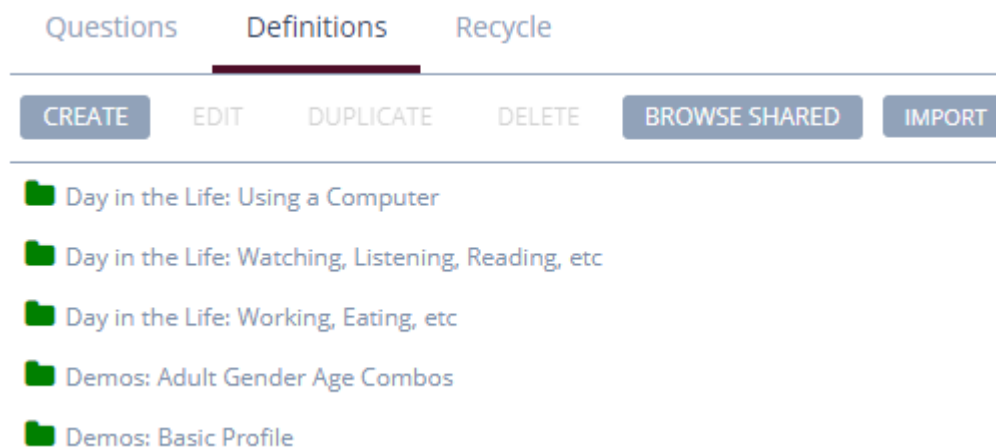 Questions Definitions Recycle
CREATE EDIT DUPLICATE DELETE BROWSE SHARED IMPORT
Day in the Life: Using a Computer
Day in the Life: Watching, Listening, Reading, etc
Day in the Life: Working, Eating, etc
Demos: Adult Gender Age Combos
Demos: Basic Profile